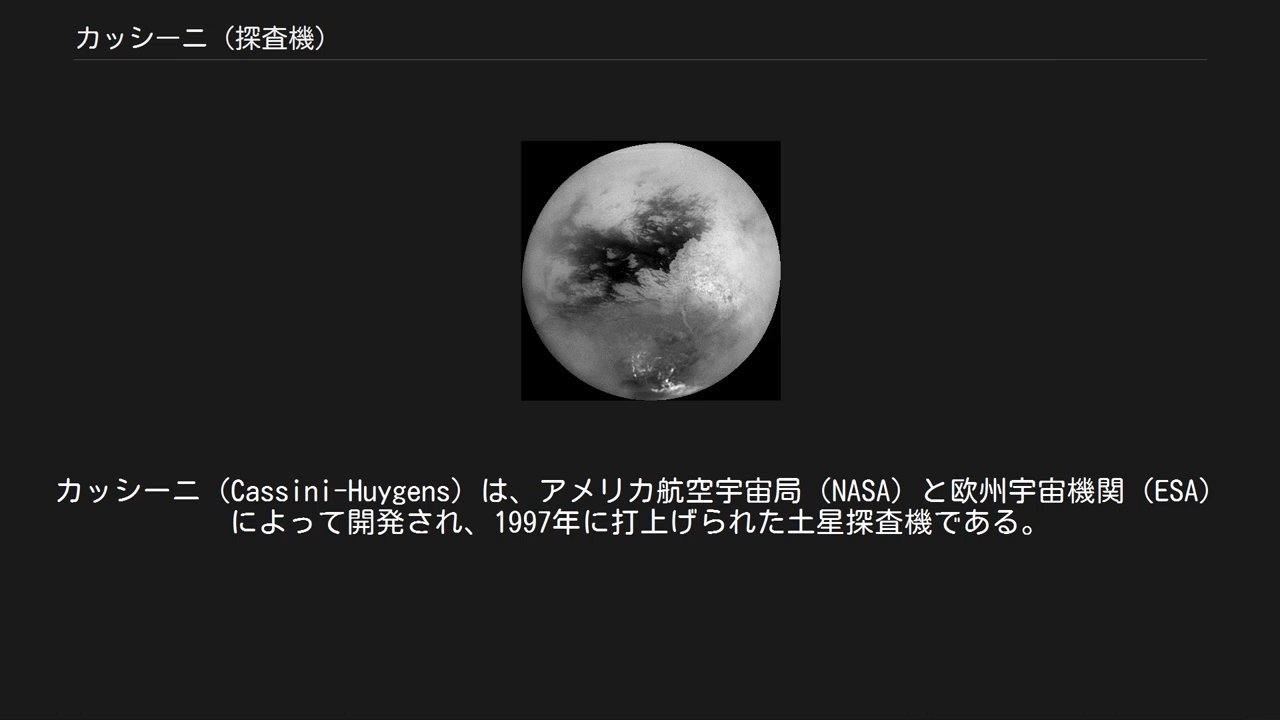 カッシーニ（探査機）
カッシーニ（Cassini-Huygens）は、アメリカ航空宇宙局（NASA）と欧州宇宙機関（ESA）
によって開発され、1997年に打上げられた土星探査機である。